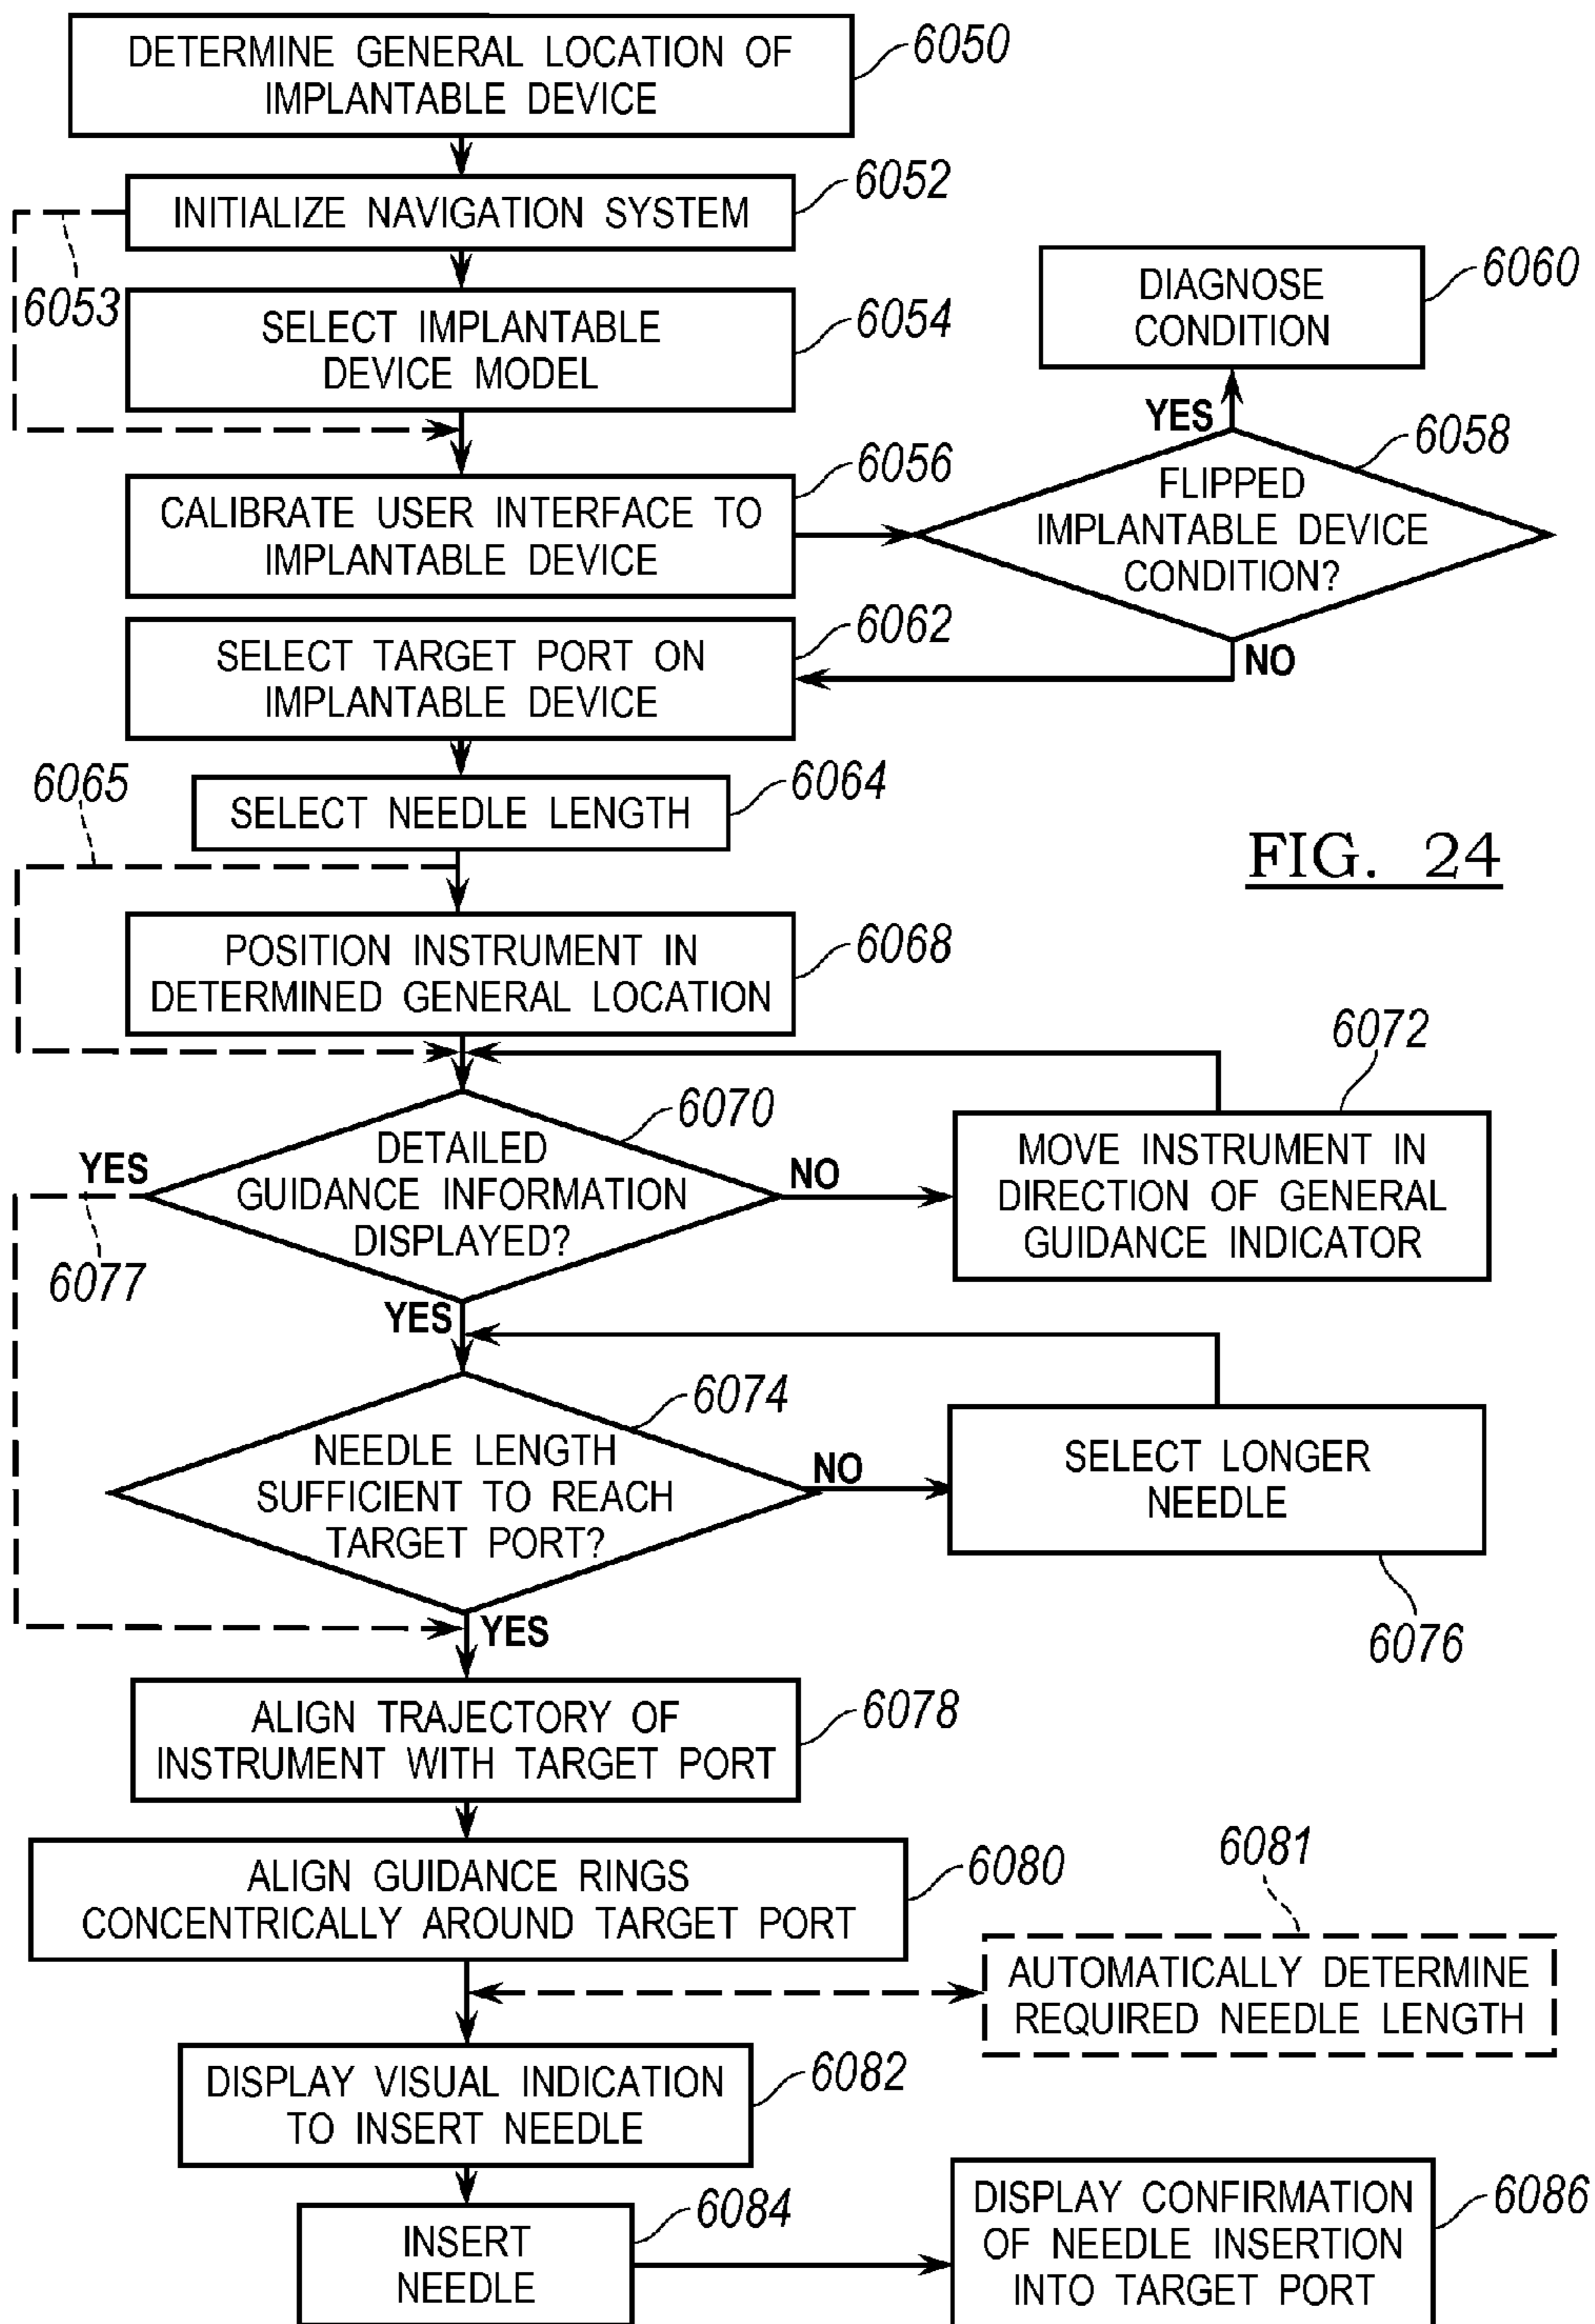 DETERMINE GENERAL LOCATION OF
IMPLANTABLE DEVICE
6050
INITIALIZE NAVIGATION SYSTEM
6052
6053
SELECT IMPLANTABLE
DEVICE MODEL
6054
DIAGNOSE
CONDITION
6060
YES
CALIBRATE USER INTERFACE TO
IMPLANTABLE DEVICE
6056
FLIPPED
IMPLANTABLE DEVICE
CONDITION?
6058
NO
SELECT TARGET PORT ON
IMPLANTABLE DEVICE
6062
SELECT NEEDLE LENGTH
6064
6065
FIG. 24
POSITION INSTRUMENT IN
DETERMINED GENERAL LOCATION
6068
DETAILED
GUIDANCE INFORMATION
DISPLAYED?
6070
YES
6077
NO
MOVE INSTRUMENT IN
DIRECTION OF GENERAL
GUIDANCE INDICATOR
6072
YES
NEEDLE LENGTH
SUFFICIENT TO REACH
TARGET PORT?
6074
NO
SELECT LONGER
NEEDLE
6076
YES
ALIGN TRAJECTORY OF
INSTRUMENT WITH TARGET PORT
6078
ALIGN GUIDANCE RINGS
CONCENTRICALLY AROUND TARGET PORT
6080
6081
AUTOMATICALLY DETERMINE
REQUIRED NEEDLE LENGTH
DISPLAY VISUAL INDICATION
TO INSERT NEEDLE
6082
INSERT
NEEDLE
6084
DISPLAY CONFIRMATION
OF NEEDLE INSERTION
INTO TARGET PORT
6086